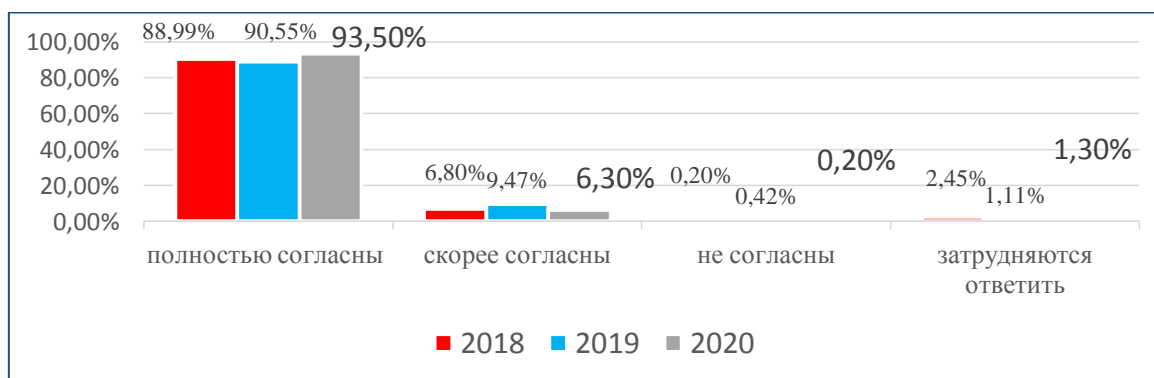 88,99% 90,55% 93,50%
100,00%
80,00%
60,00%
40,00%
20,00%
0,00%
6,80% 9,47% 6,30%
0,20% 0,42% 0,20%
2,45% 1,11% 1,30%
полностью согласны
скорее согласны
не согласны
затрудняются
ответить
2018 2019 2020